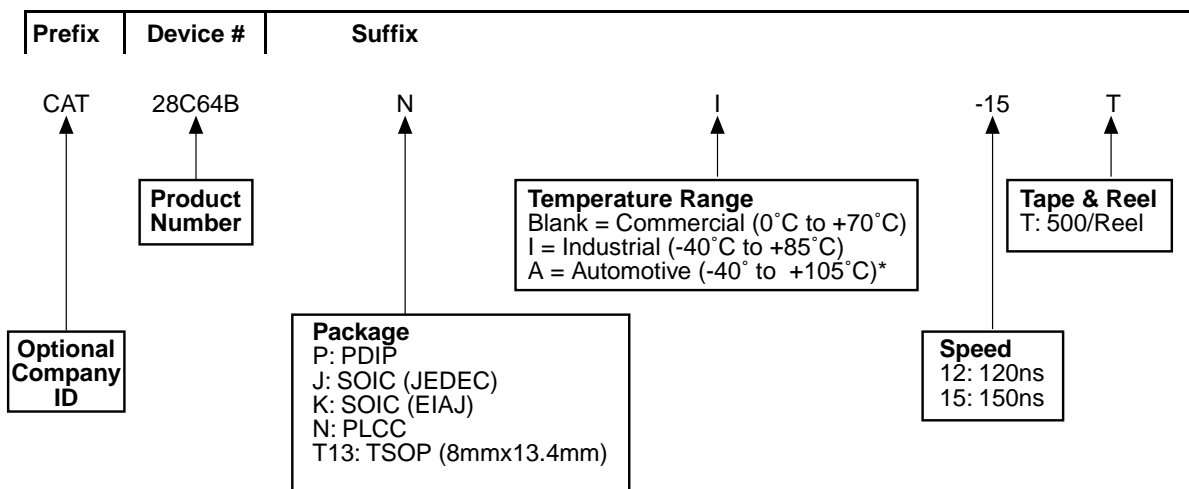 Prefix Device # Suffix
CAT 28C64B N I -15 T
Product
Number
Temperature Range
Blank = Commercial (0˚C to +70˚C)
I = Industrial (-40˚C to +85˚C)
A = Automotive (-40˚ to +105˚C)*
Tape & Reel
T: 500/Reel
Optional
Company
ID
Package
P: PDIP
J: SOIC (JEDEC)
K: SOIC (EIAJ)
N: PLCC
T13: TSOP (8mmx13.4mm)
Speed
12: 120ns
15: 150ns